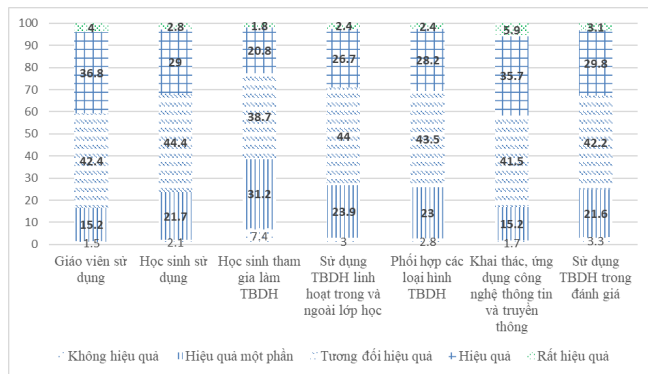 100
90
80
70
60
50
40
30
20
10
0
4 2.8 1.8 2.4 2.4 5.9 3.1
36.8 29 20.8 26.7 28.2 35.7 29.8
42.4 44.4 38.7 44 43.5 41.5 42.2
15.2 21.7 31.2 23.9 23 15.2 21.6
1.5 2.1 7.4 3 2.8 1.7 3.3
Giáo viên sử
dụng
Học sinh sử
dụng
Học sinh tham
gia làm
TBDH
Sử dụng
TBDH linh
hoạt trong và
ngoài lớp học
Phối hợp các
loại hình
TBDH
Khai thác, ứng
dụng công
nghệ thông tin
và truyền
thông
Sử dụng
TBDH trong
đánh giá
Không hiệu quả Hiệu quả một phần Tương đối hiệu quả Hiệu quả Rất hiệu quả